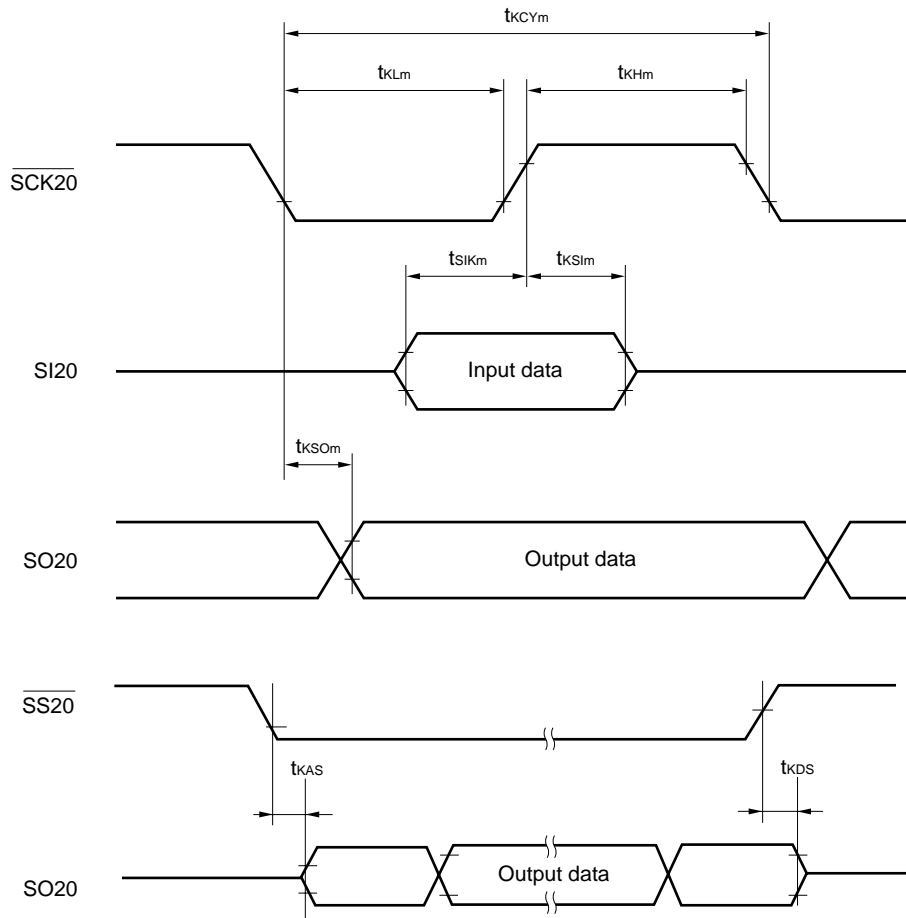 tKCYm
tKLm
tKHm
SCK20
tSIKm
tKSIm
SI20
Input data
tKSOm
SO20
Output data
SS20
tKAS
tKDS
SO20
Output data